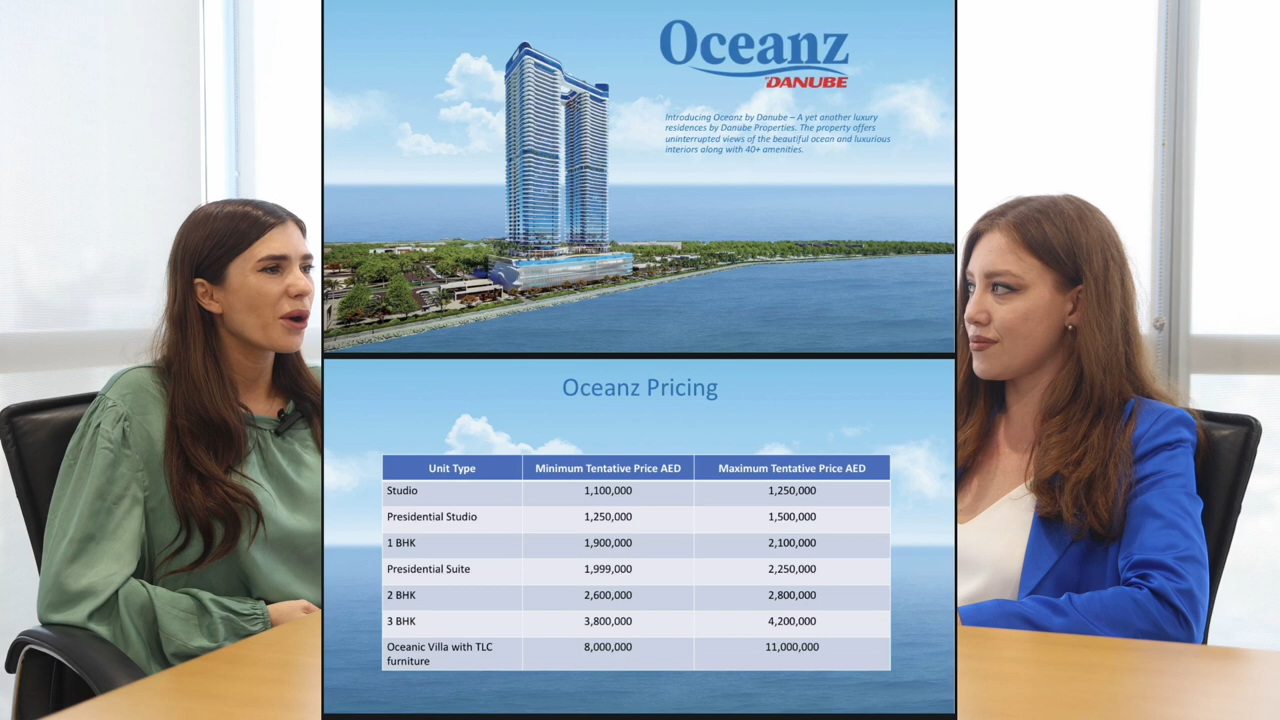 Oceanz
BY DANUBE
Introducing Oceanz by Danube – A yet another luxury
residences by Danube Properties. The property offers
uninterrupted views of the beautiful ocean and luxurious
interiors along with 40+ amenities.
Oceanz Pricing
Unit Type Minimum Tentative Price AED Maximum Tentative Price AED
Studio 1,100,000 1,250,000
Presidential Studio 1,250,000 1,500,000
1 BHK 1,900,000 2,100,000
Presidential Suite 1,999,000 2,250,000
2 BHK 2,600,000 2,800,000
3 BHK 3,800,000 4,200,000
Oceanic Villa with TLC 8,000,000 11,000,000
furniture